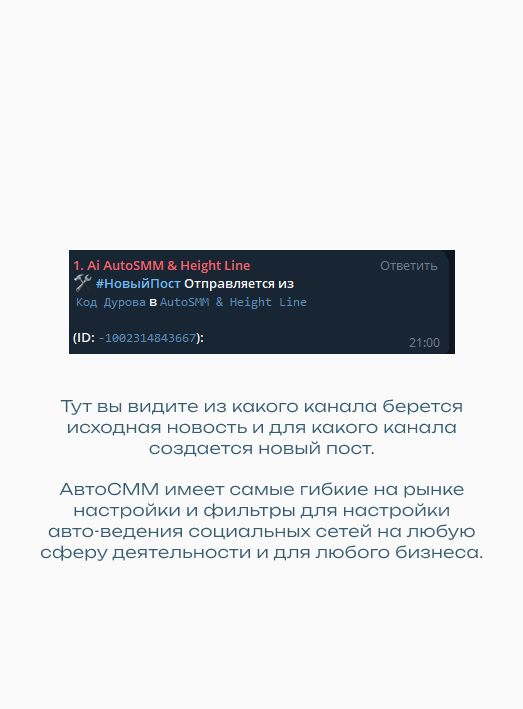 1. Ai AutoSMM & Height Line
Ответить
#НовыйПост Отправляется из
Код Дурова в AutoSMM & Height Line
(ID: -1002314843667):
21:00
Тут вы видите из какого канала берется
исходная новость и для какого канала
создается новый пост.
АвтоСММ имеет самые гибкие на рынке
настройки и фильтры для настройки
авто-ведения социальных сетей на любую
сферу деятельности и для любого бизнеса.